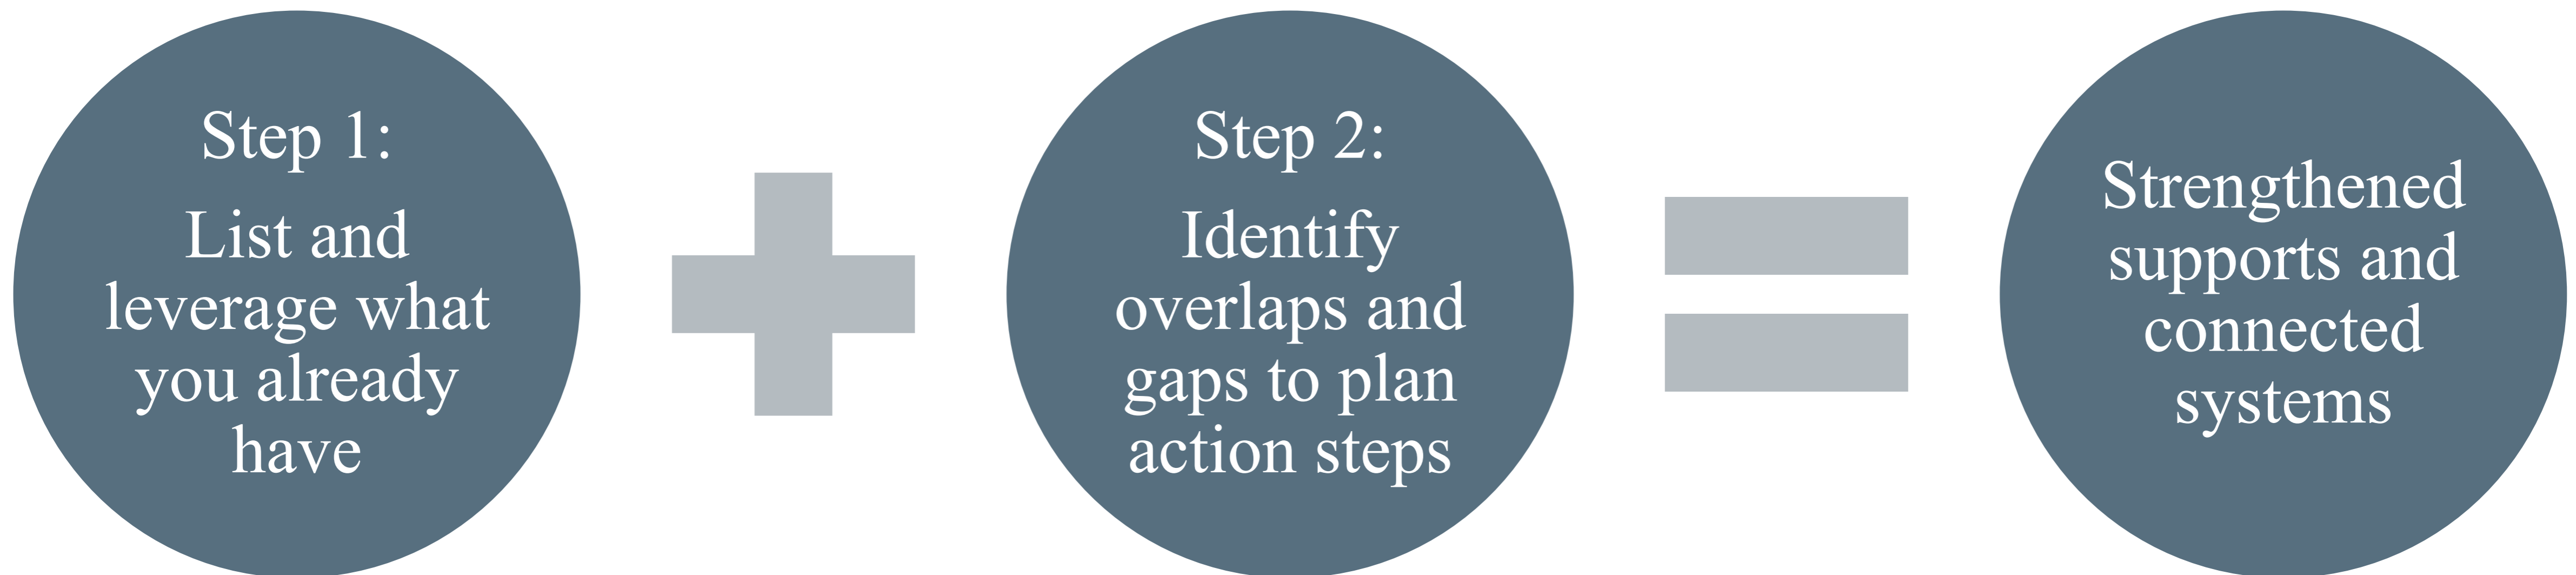 Step 1:
List and
leverage what
you already
have
Step 2:
Identify
overlaps and
gaps to plan
action steps
Strengthened
supports and
connected
systems